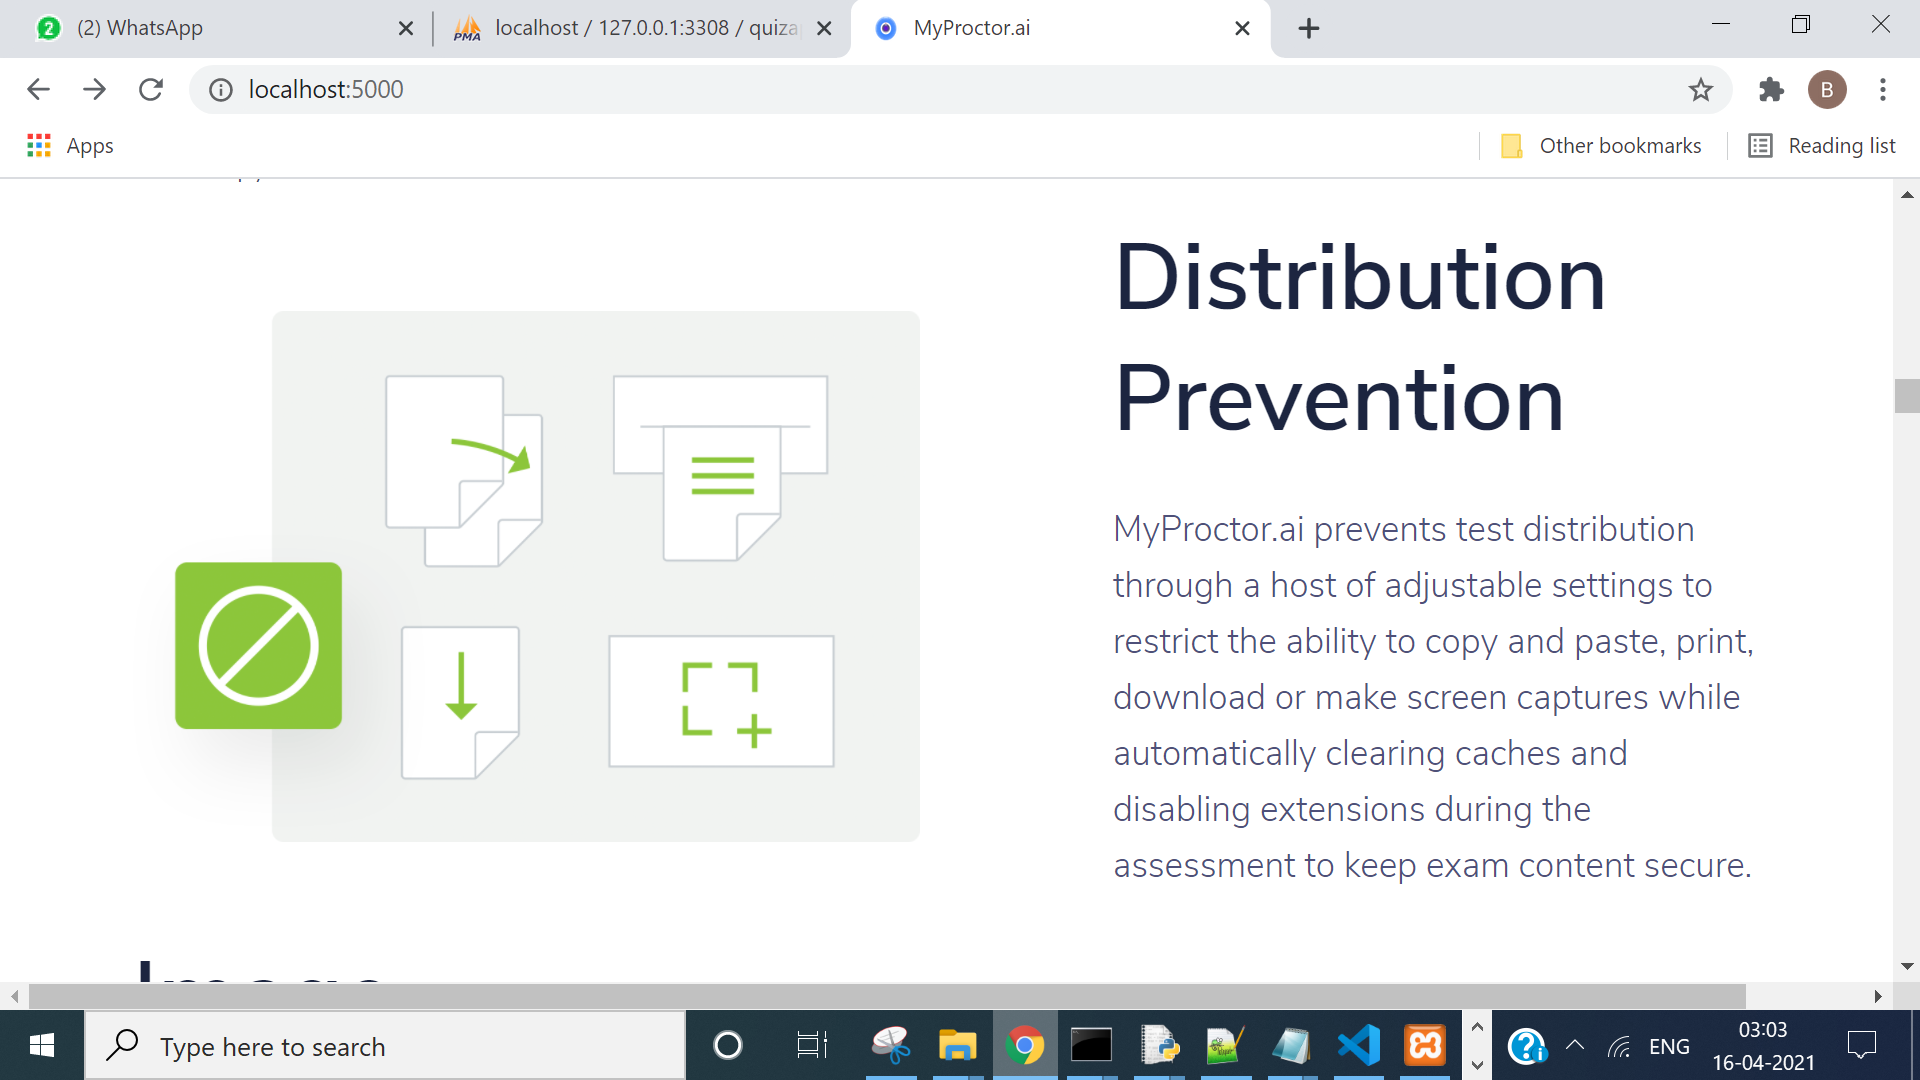 (2) WhatsApp
localhost / 127.0.0.1:3308 / quiza
MyProctor.ai
localhost:5000
B
Apps
Other bookmarks
Reading list
Distribution
Prevention
MyProctor.ai prevents test distribution
through a host of adjustable settings to
restrict the ability to copy and paste, print,
download or make screen captures while
automatically clearing caches and
disabling extensions during the
assessment to keep exam content secure.
Image
Type here to search
ENG
03:03
16-04-2021